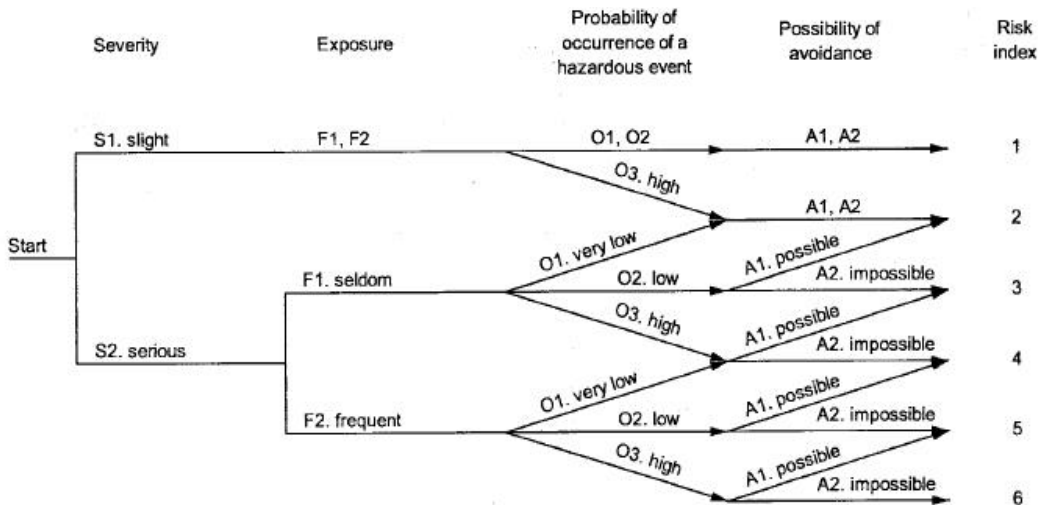 Severity
Exposure
Probability of
occurrence of a
hazardous event
Possibility of
avoidance
Risk
index
S1. slight
F1, F2
O1, O2
A1, A2
1
O3. high
A1, A2
2
Start
O1. very low
A1. possible
F1. seldom
O2. low
A2. impossible
3
O3. high
A1. possible
S2. serious
A2. impossible
4
O1. very low
A1. possible
F2. frequent
O2. low
A2. impossible
5
O3. high
A1. possible
A2. impossible
6